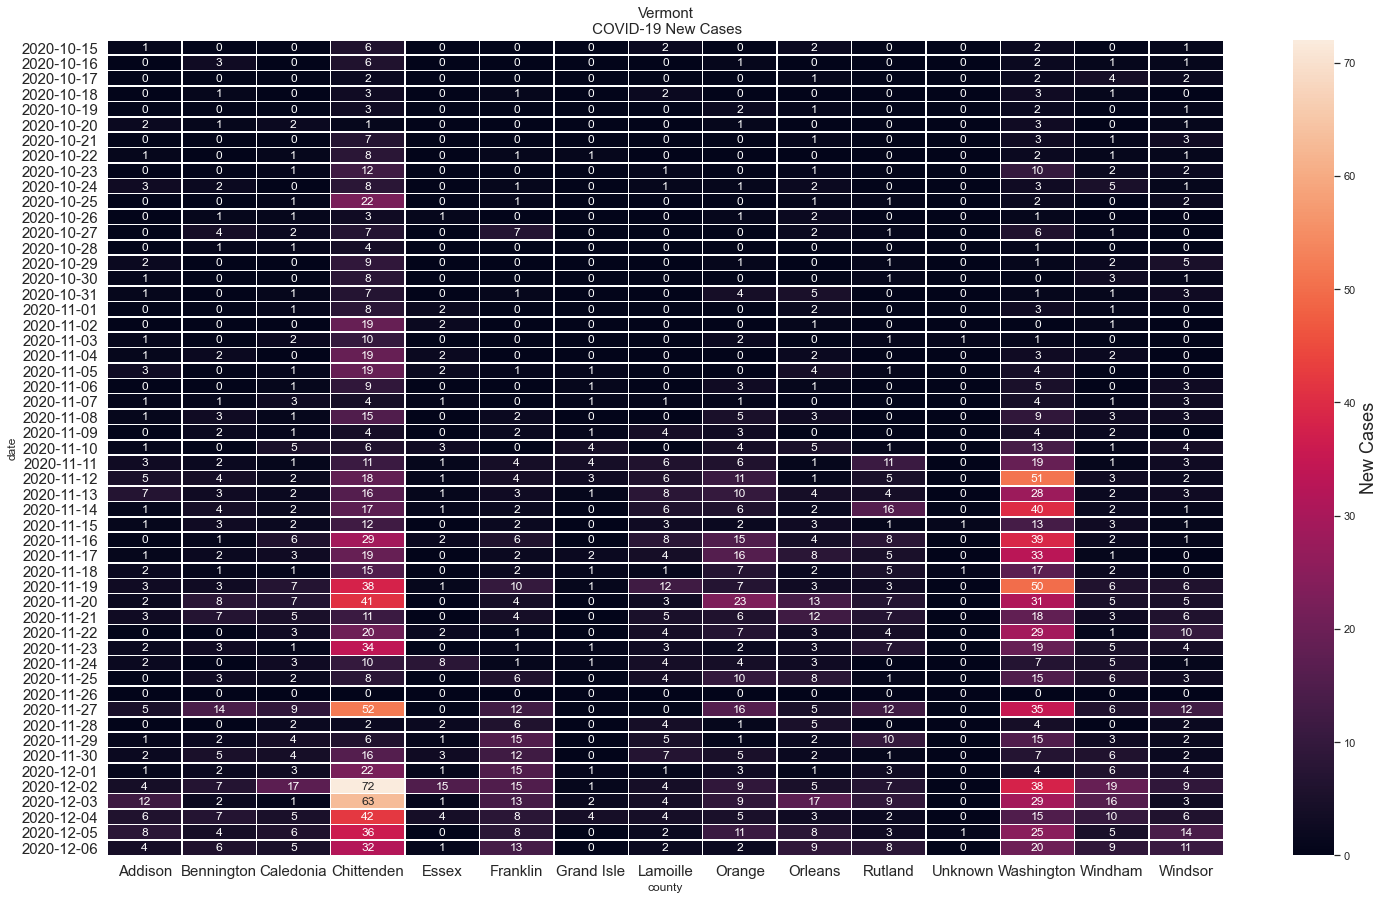 Vermont
COVID-19 New Cases
2020-10-15 1 0 0 6 0 0 0 2 0 2 0 0 2 0 1
2020-10-16 0 3 0 6 0 0 0 0 1 0 0 0 2 1 1
2020-10-17 0 0 0 2 0 0 0 0 0 1 0 0 2 4 2
2020-10-18 0 1 0 3 0 1 0 2 0 0 0 0 3 1 0
2020-10-19 0 0 0 3 0 0 0 0 2 1 0 0 2 0 1
2020-10-20 2 1 2 1 0 0 0 0 1 0 0 0 3 0 1
2020-10-21 0 0 0 7 0 0 0 0 0 1 0 0 3 1 3
2020-10-22 1 0 1 8 0 1 1 0 0 0 0 0 2 1 1
2020-10-23 0 0 1 12 0 0 0 1 0 1 0 0 10 2 2
2020-10-24 3 2 0 8 0 1 0 1 1 2 0 0 3 5 1
2020-10-25 0 0 1 22 0 1 0 0 0 1 1 0 2 0 2
2020-10-26 0 1 1 3 1 0 0 0 1 2 0 0 1 0 0
2020-10-27 0 4 2 7 0 7 0 0 0 2 1 0 6 1 0
2020-10-28 0 1 1 4 0 0 0 0 0 0 0 0 1 0 0
2020-10-29 2 0 0 9 0 0 0 0 1 0 1 0 1 2 5
2020-10-30 1 0 0 8 0 0 0 0 0 0 1 0 0 3 1
2020-10-31 1 0 1 7 0 1 0 0 4 5 0 0 1 1 3
2020-11-01 0 0 1 8 2 0 0 0 0 2 0 0 3 1 0
2020-11-02 0 0 0 19 2 0 0 0 0 1 0 0 0 1 0
2020-11-03 1 0 2 10 0 0 0 0 2 0 1 1 1 0 0
2020-11-04 1 2 0 19 2 0 0 0 0 2 0 0 3 2 0
2020-11-05 3 0 1 19 2 1 1 0 0 4 1 0 4 0 0
2020-11-06 0 0 1 9 0 0 1 0 3 1 0 0 5 0 3
2020-11-07 1 1 3 4 1 0 1 1 1 0 0 0 4 1 3
2020-11-08 1 3 1 15 0 2 0 0 5 3 0 0 9 3 3
2020-11-09 0 2 1 4 0 2 1 4 3 0 0 0 4 2 0
2020-11-10 1 0 5 6 3 0 4 0 4 5 1 0 13 1 4
2020-11-11 3 2 1 11 1 4 4 6 6 1 11 0 19 1 3
2020-11-12 5 4 2 18 1 4 3 6 11 1 5 0 51 3 2
2020-11-13 7 3 2 16 1 3 1 8 10 4 4 0 28 2 3
2020-11-14 1 4 2 17 1 2 0 6 6 2 16 0 40 2 1
2020-11-15 1 3 2 12 0 2 0 3 2 3 1 1 13 3 1
2020-11-16 0 1 6 29 2 6 0 8 15 4 8 0 39 2 1
2020-11-17 1 2 3 19 0 2 2 4 16 8 5 0 33 1 0
2020-11-18 2 1 1 15 0 2 1 1 7 2 5 1 17 2 0
2020-11-19 3 3 7 38 1 10 1 12 7 3 3 0 50 6 6
2020-11-20 2 8 7 41 0 4 0 3 23 13 7 0 31 5 5
2020-11-21 3 7 5 11 0 4 0 5 6 12 7 0 18 3 6
2020-11-22 0 0 3 20 2 1 0 4 7 3 4 0 29 1 10
2020-11-23 2 3 1 34 0 1 1 3 2 3 7 0 19 5 4
2020-11-24 2 0 3 10 8 1 1 4 4 3 0 0 7 5 1
2020-11-25 0 3 2 8 0 6 0 4 10 8 1 0 15 6 3
2020-11-26 0 0 0 0 0 0 0 0 0 0 0 0 0 0 0
2020-11-27 5 14 9 52 0 12 0 0 16 5 12 0 35 6 12
2020-11-28 0 0 2 2 2 6 0 4 1 5 0 0 4 0 2
2020-11-29 1 2 4 6 1 15 0 5 1 2 10 0 15 3 2
2020-11-30 2 5 4 16 3 12 0 7 5 2 1 0 7 6 2
2020-12-01 1 2 3 22 1 15 1 1 3 1 3 0 4 6 4
2020-12-02 4 7 17 72 15 15 1 4 9 5 7 0 38 19 9
2020-12-03 12 2 1 63 1 13 2 4 9 17 9 0 29 16 3
2020-12-04 6 7 5 42 4 8 4 4 5 3 2 0 15 10 6
2020-12-05 8 4 6 36 0 8 0 2 11 8 3 1 25 5 14
2020-12-06 4 6 5 32 1 13 0 2 2 9 8 0 20 9 11
Addison Bennington Caledonia Chittenden Essex Franklin Grand Isle Lamoille Orange Orleans Rutland Unknown Washington Windham Windsor
county
date
70
60
50
40
30
20
10
0
New Cases